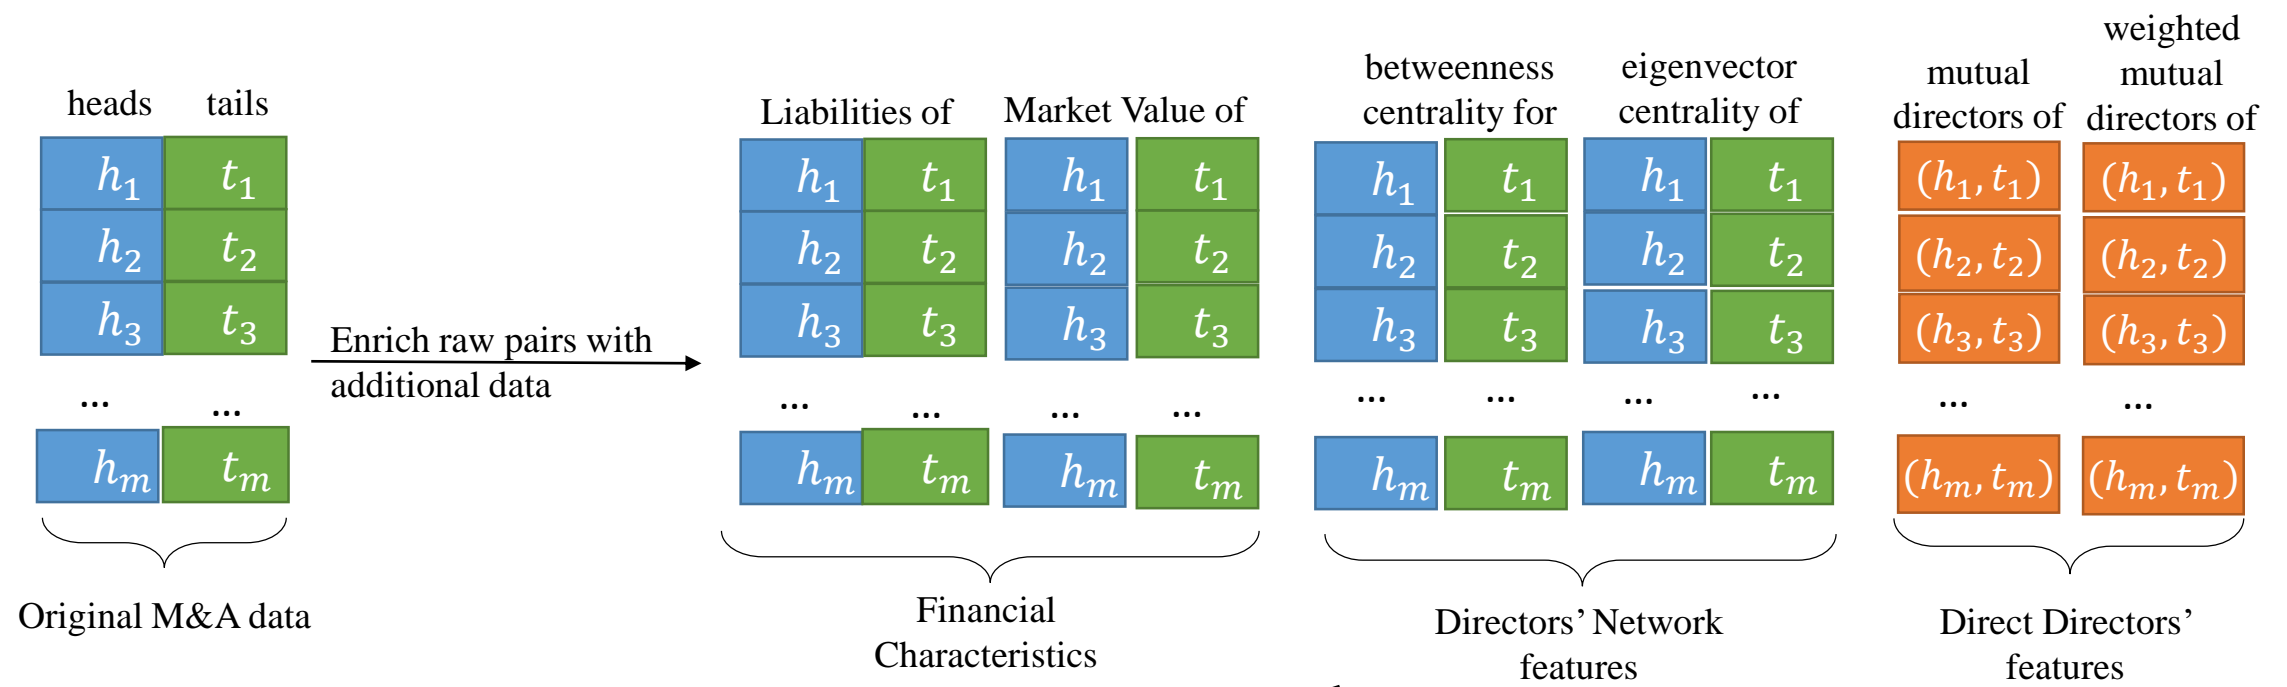 heads tails
h1 t1
h2 t2
h3 t3
... ...
hm tm
Original M&A data
Enrich raw pairs with
additional data
Liabilities of
h1 t1
h2 t2
h3 t3
... ...
hm tm
Market Value of
h1 t1
h2 t2
h3 t3
... ...
hm tm
Financial
Characteristics
betweenness
centrality for
h1 t1
h2 t2
h3 t3
... ...
hm tm
eigenvector
centrality of
h1 t1
h2 t2
h3 t3
... ...
hm tm
Directors' Network
features
mutual
directors of
(h1, t1)
(h2, t2)
(h3, t3)
...
(hm, tm)
weighted
mutual
directors of
(h1, t1)
(h2, t2)
(h3, t3)
...
(hm, tm)
Direct Directors'
features